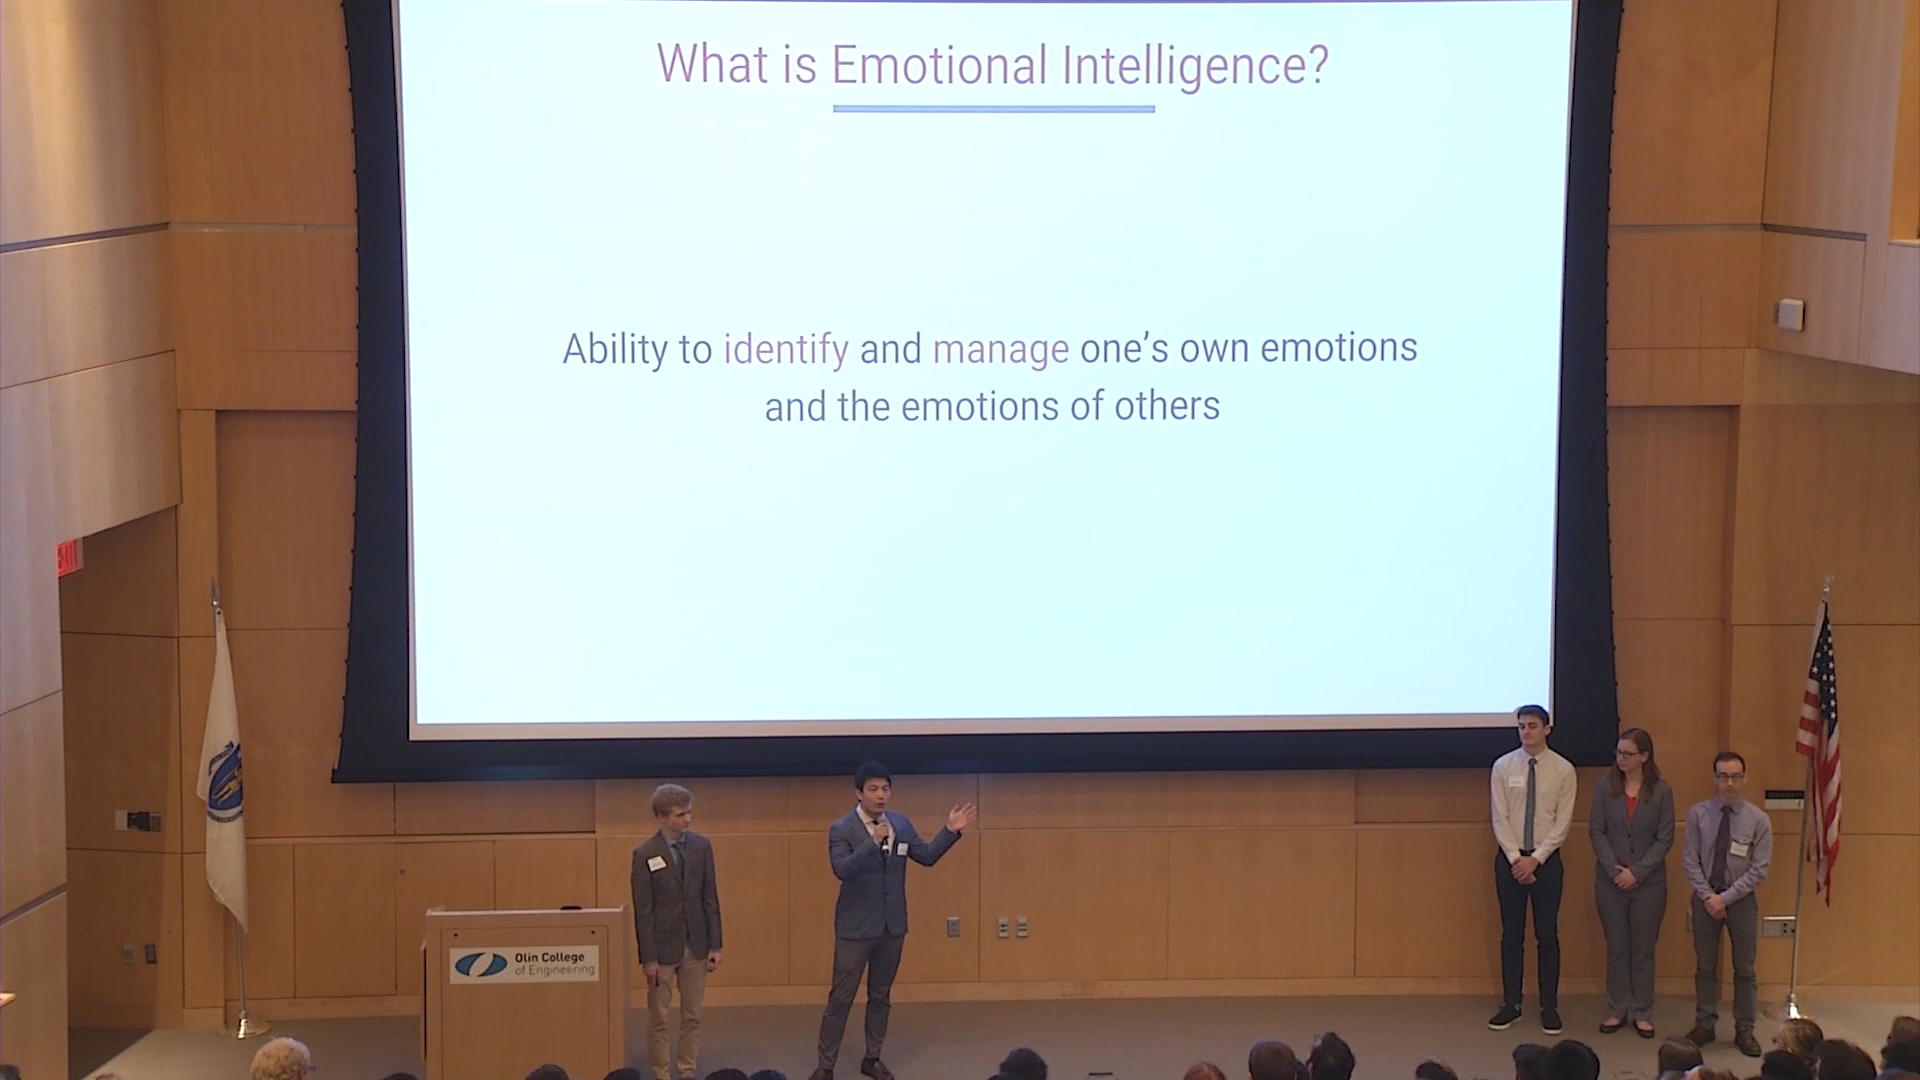 What is Emotional Intelligence?
Ability to identify and manage one's own emotions
and the emotions of others
Olin College
of Engineering